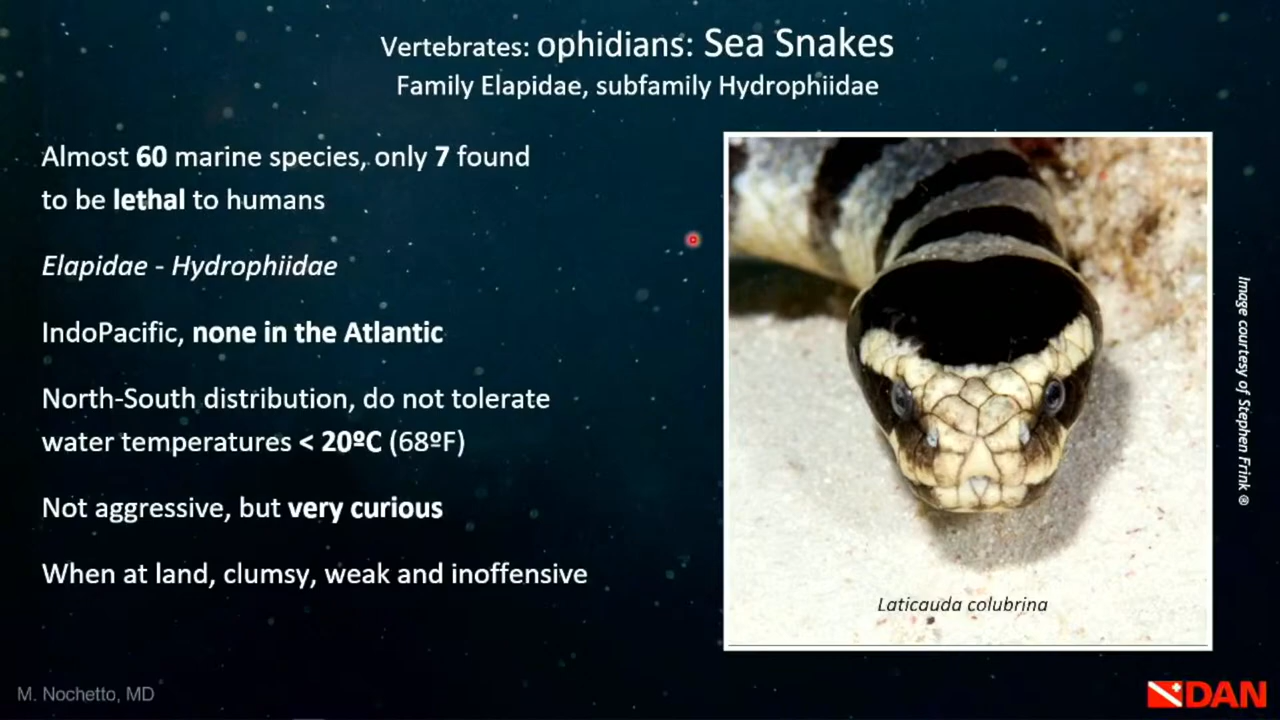 Vertebrates: ophidians: Sea Snakes
Family Elapidae, subfamily Hydrophiidae
Almost 60 marine species, only 7 found
to be lethal to humans
Elapidae - Hydrophiidae
IndoPacific, none in the Atlantic
North-South distribution, do not tolerate
water temperatures < 20ºC (68ºF)
Not aggressive, but very curious
When at land, clumsy, weak and inoffensive
Laticauda colubrina
Image courtesy of Stephen Frink ®
M. Nochetto, MD
DAN